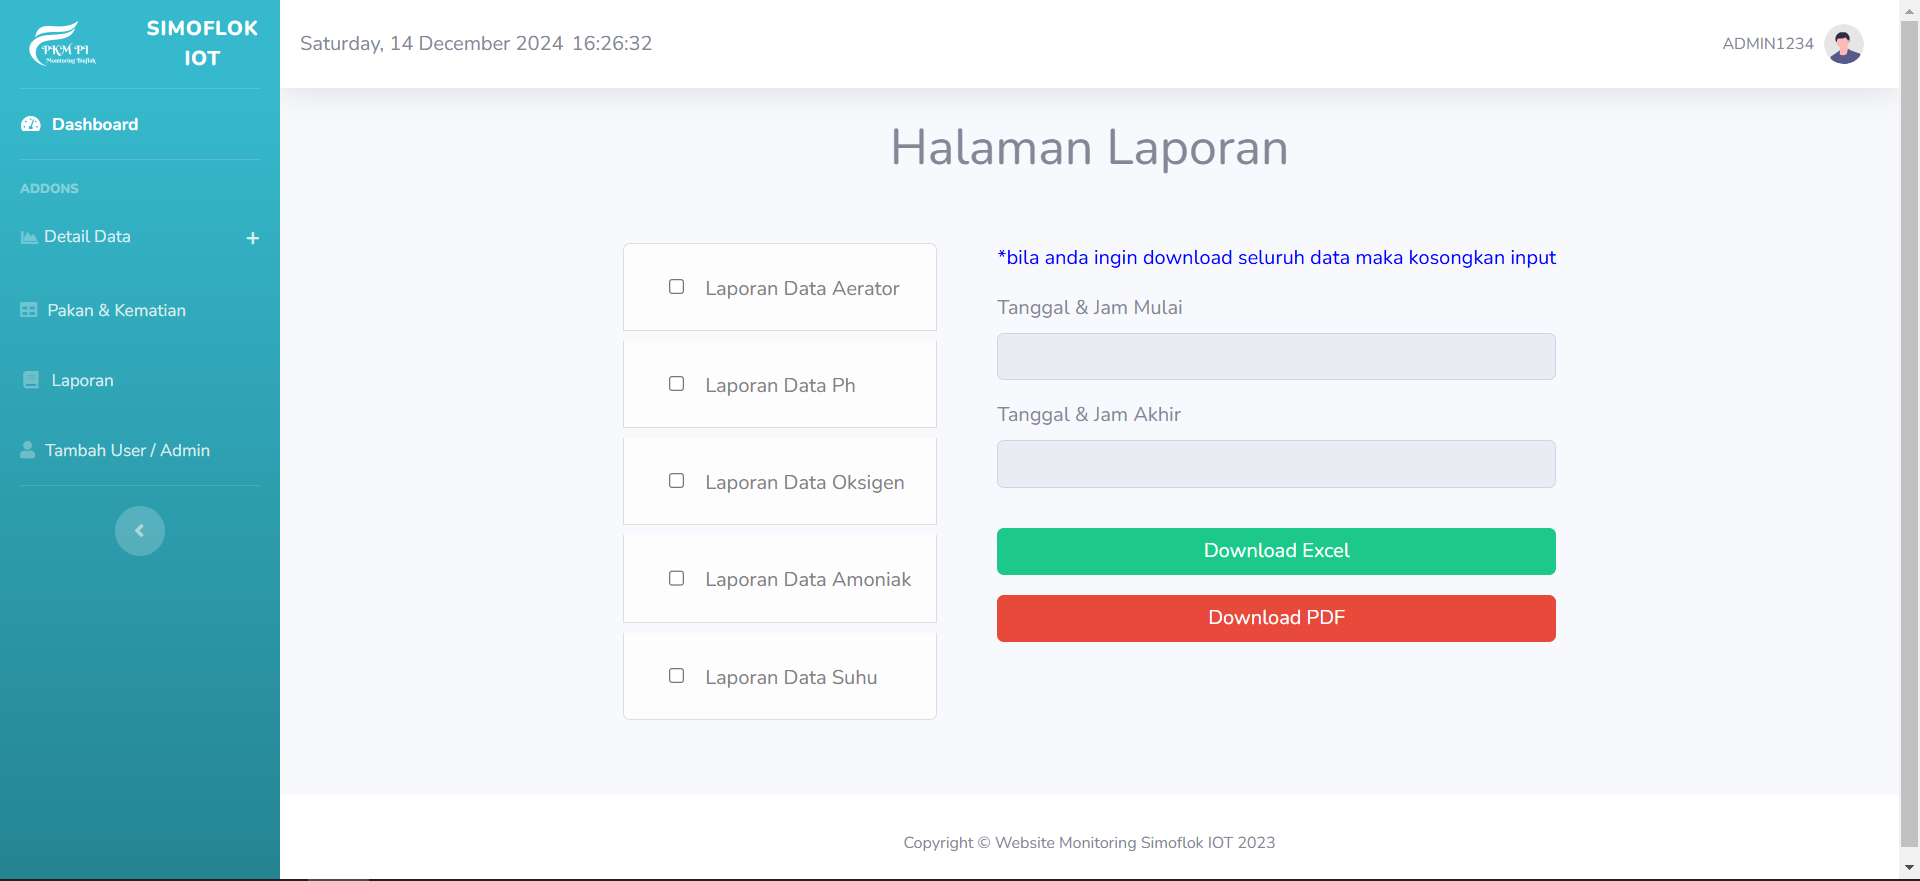 PKM PI
Monitoring Bioflok
SIMOFLOK
IOT
Dashboard
ADDONS
Detail Data
Pakan & Kematian
Laporan
Tambah User / Admin
Saturday, 14 December 2024 16:26:32
ADMIN1234
Halaman Laporan
Laporan Data Aerator
Laporan Data Ph
Laporan Data Oksigen
Laporan Data Amoniak
Laporan Data Suhu
*bila anda ingin download seluruh data maka kosongkan input
Tanggal & Jam Mulai
Tanggal & Jam Akhir
Download Excel
Download PDF
Copyright © Website Monitoring Simoflok IOT 2023